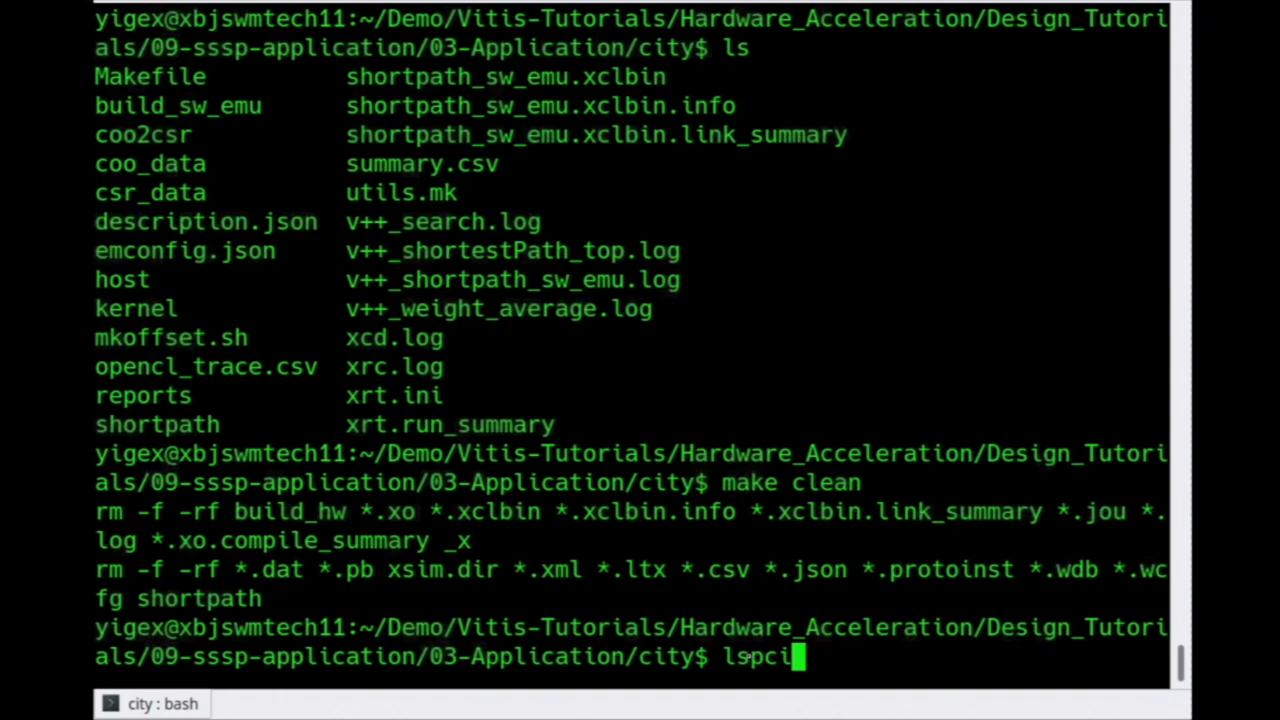 yigex@xbjswmtech11:~/Demo/Vitis-Tutorials/Hardware_Acceleration/Design_Tutori
als/09-sssp-application/03-Application/city$ ls
Makefile shortpath_sw_emu.xclbin
build_sw_emu shortpath_sw_emu.xclbin.info
coo2csr shortpath_sw_emu.xclbin.link_summary
coo_data summary.csv
csr_data utils.mk
description.json v++_search.log
emconfig.json v++_shortestPath_top.log
host v++_shortpath_sw_emu.log
kernel v++_weight_average.log
mkoffset.sh xcd.log
opencl_trace.csv xrc.log
reports xrt.ini
shortpath xrt.run_summary
yigex@xbjswmtech11:~/Demo/Vitis-Tutorials/Hardware_Acceleration/Design_Tutori
als/09-sssp-application/03-Application/city$ make clean
rm -f -rf build_hw *.xo *.xclbin *.xclbin.info *.xclbin.link_summary *.jou *.
log *.xo.compile_summary _x
rm -f -rf *.dat *.pb xsim.dir *.xml *.ltx *.csv *.json *.protoinst *.wdb *.wc
fg shortpath
yigex@xbjswmtech11:~/Demo/Vitis-Tutorials/Hardware_Acceleration/Design_Tutori
als/09-sssp-application/03-Application/city$ lspci
city : bash